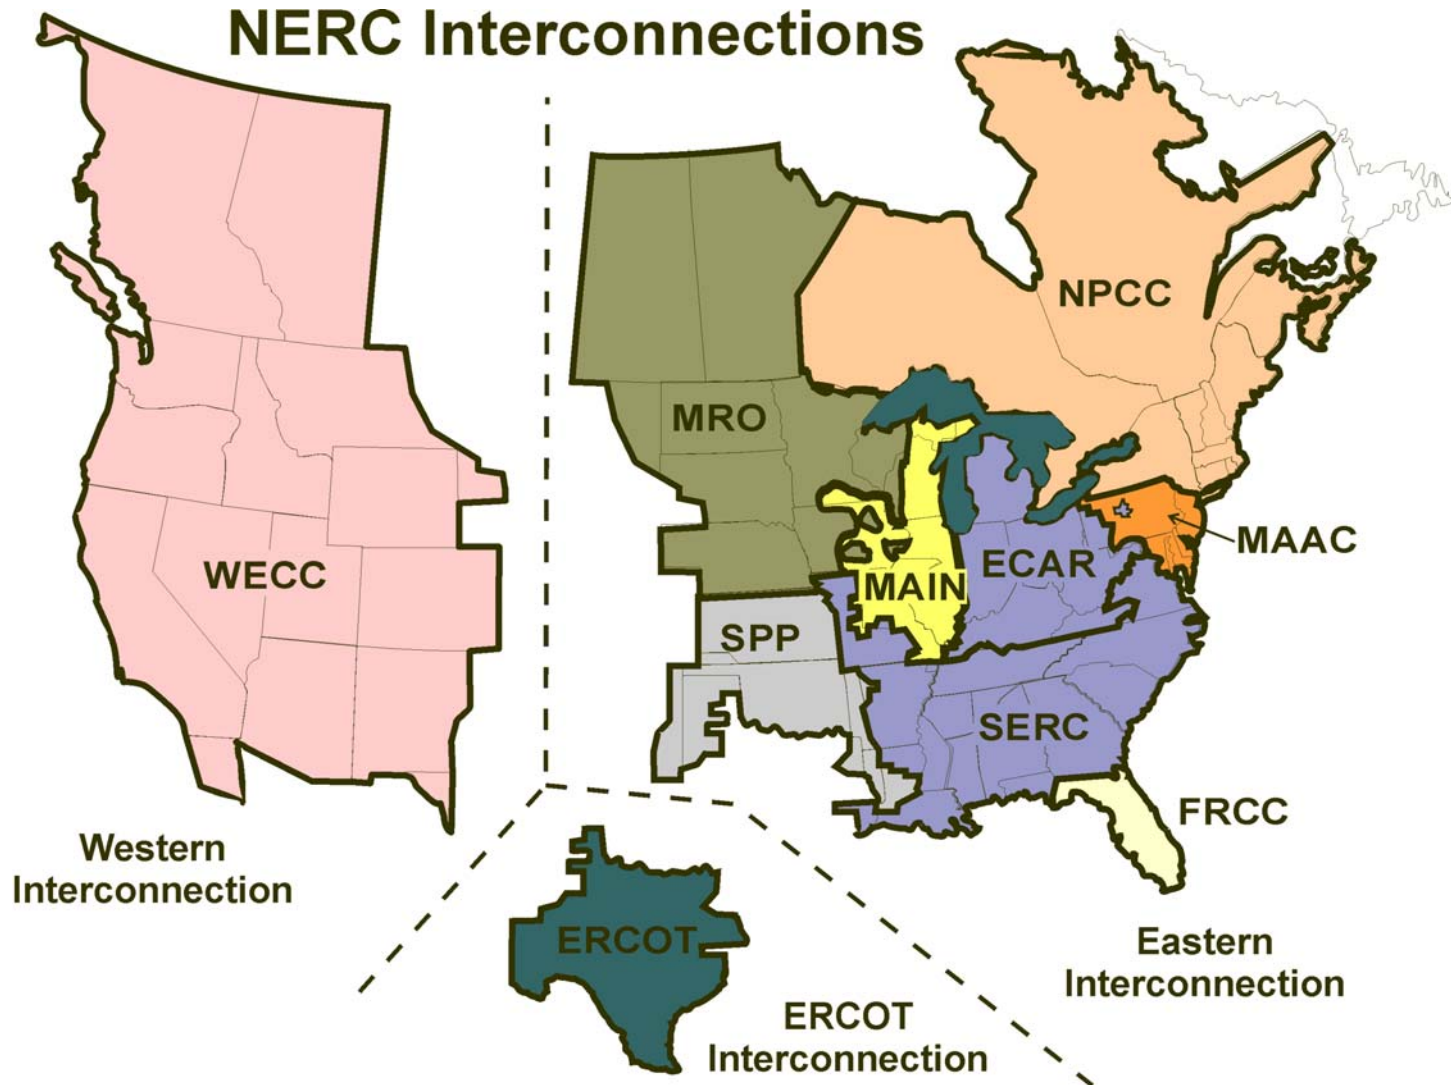 NERC Interconnections
NPCC
MRO
MAAC
ECAR
WECC
MAIN
SPP
SERC
FRCC
Western
Interconnection
ERCOT
Eastern
Interconnection
ERCOT
Interconnection